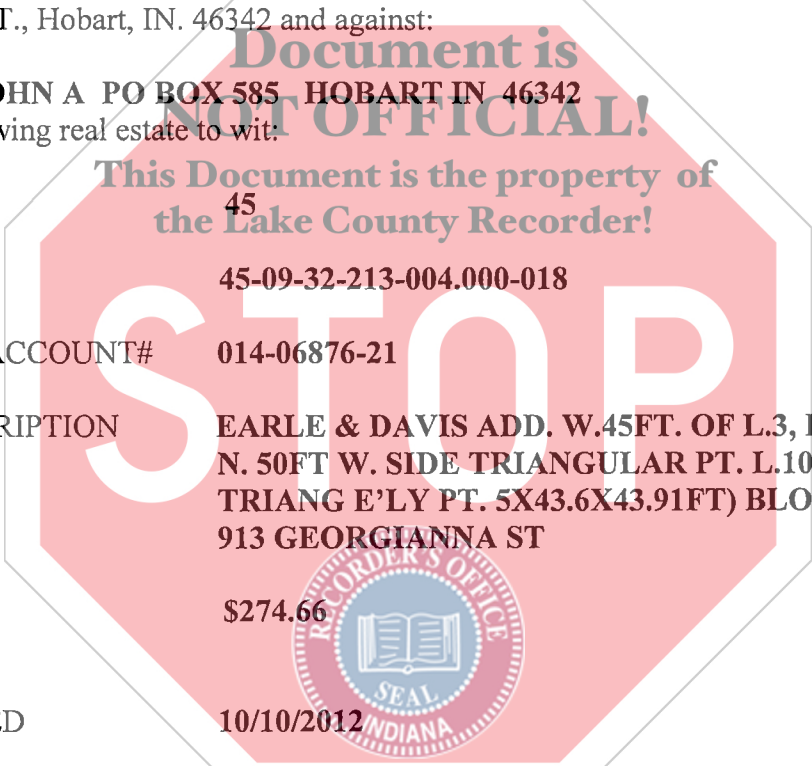 T., Hobart, IN. 46342 and against:
Document is
OHN A PO BOX 585 HOBART IN 46342
NOT OFFICIAL!
wing real estate to wit:
This Document is the property of
45
the Lake County Recorder!
45-09-32-213-004.000-018
STOP
ACCOUNT# 014-06876-21
RIPTION EARLE & DAVIS ADD. W.45FT. OF L.3,
N. 50FT W. SIDE TRIANGULAR PT. L.10
TRIANG E'LY PT. 5X43.6X43.91FT) BLO
913 GEORGIANNA ST
$274.66
RECORDER'S OFFICE
SEAL
INDIANA
ED 10/10/2012